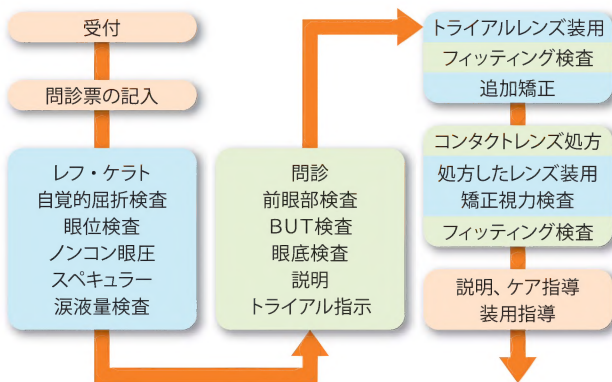 受付
問診票の記入
レフ・ケラト
自覚的屈折検査
眼位検査
ノンコン眼圧
スペキュラー
涙液量検査
問診
前眼部検査
BUT検査
眼底検査
説明
トライアル指示
トライアルレンズ装用
フィッティング検査
追加矯正
コンタクトレンズ処方
処方したレンズ装用
矯正視力検査
フィッティング検査
説明、ケア指導
装用指導